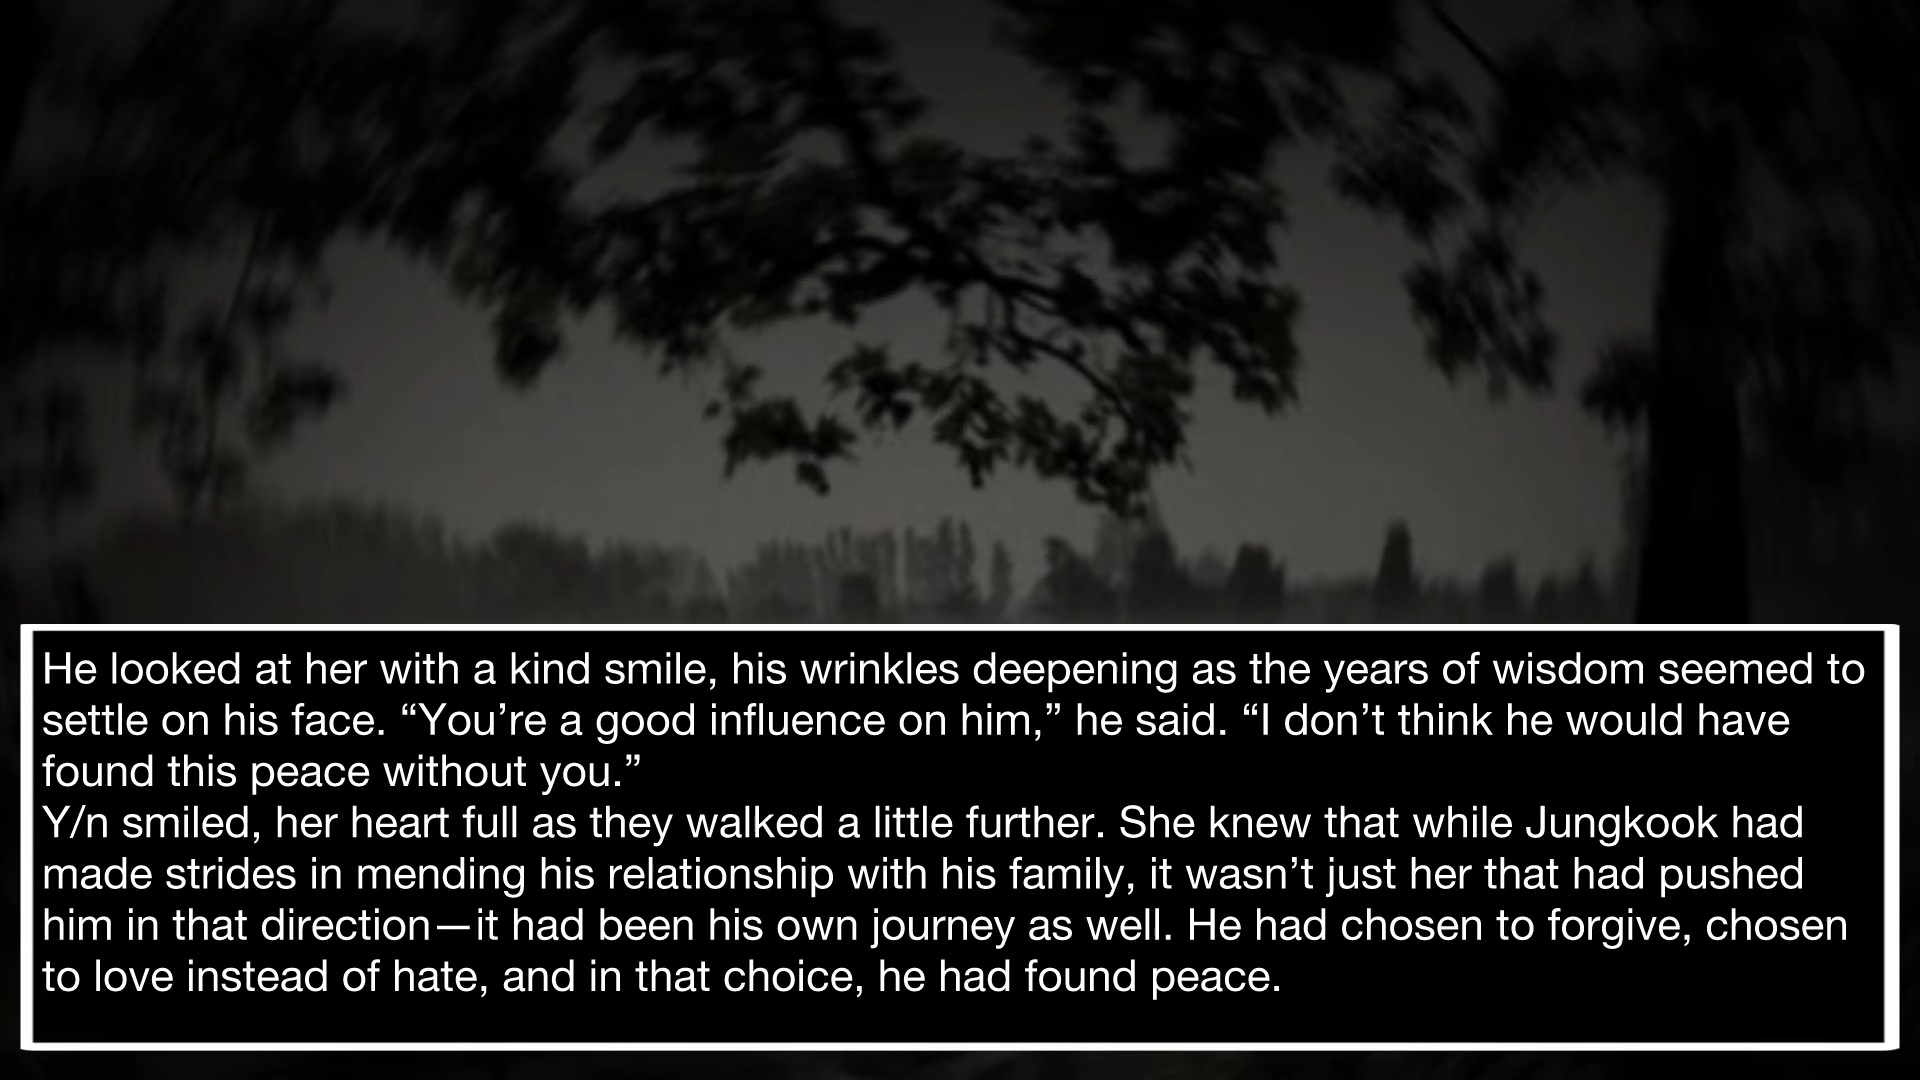 He looked at her with a kind smile, his wrinkles deepening as the years of wisdom seemed to
settle on his face. “You’re a good influence on him,” he said. “I don’t think he would have
found this peace without you.”
Y/n smiled, her heart full as they walked a little further. She knew that while Jungkook had
made strides in mending his relationship with his family, it wasn’t just her that had pushed
him in that direction—it had been his own journey as well. He had chosen to forgive, chosen
to love instead of hate, and in that choice, he had found peace.